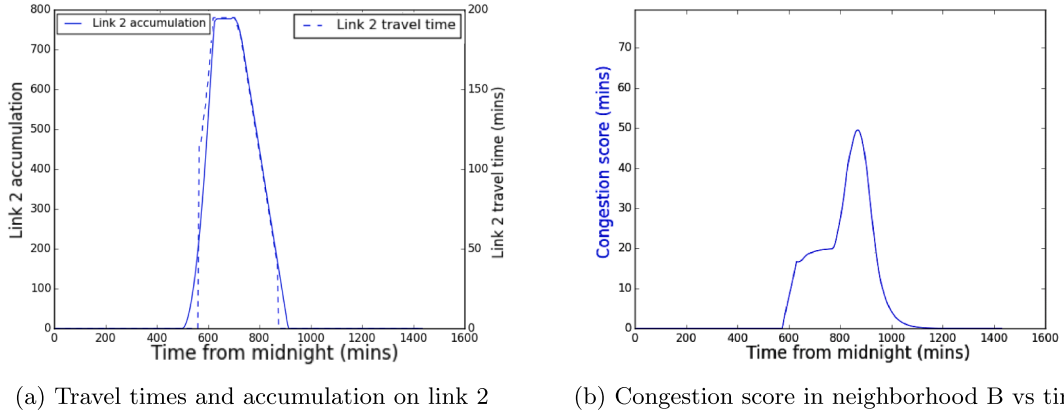 800
700
600
500
400
300
200
100
0
Link 2 accumulation
Link 2 accumulation
Link 2 travel time
200
150
100
50
0
Link 2 travel time (mins)
0 200 400 600 800 1000 1200 1400 1600
Time from midnight (mins)
(a) Travel times and accumulation on link 2
70
60
50
40
30
20
10
0
Congestion score (mins)
0 200 400 600 800 1000 1200 1400 1600
Time from midnight (mins)
(b) Congestion score in neighborhood B vs ti